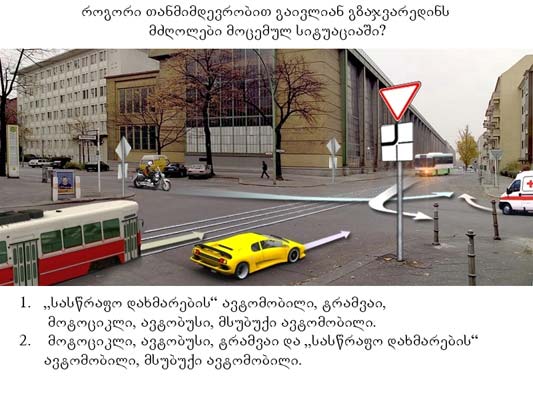 როგორი თანმიმდევრობით გაივლიან გზაჯვარედინს
მძღოლები მოცემულ სიტუაციაში?
1. „სასწრაფო დახმარების“ ავტომობილი, ტრამვაი,
მოტოციკლი, ავტობუსი, მსუბუქი ავტომობილი.
2. მოტოციკლი, ავტობუსი, ტრამვაი და „სასწრაფო დახმარების“
ავტომობილი, მსუბუქი ავტომობილი.